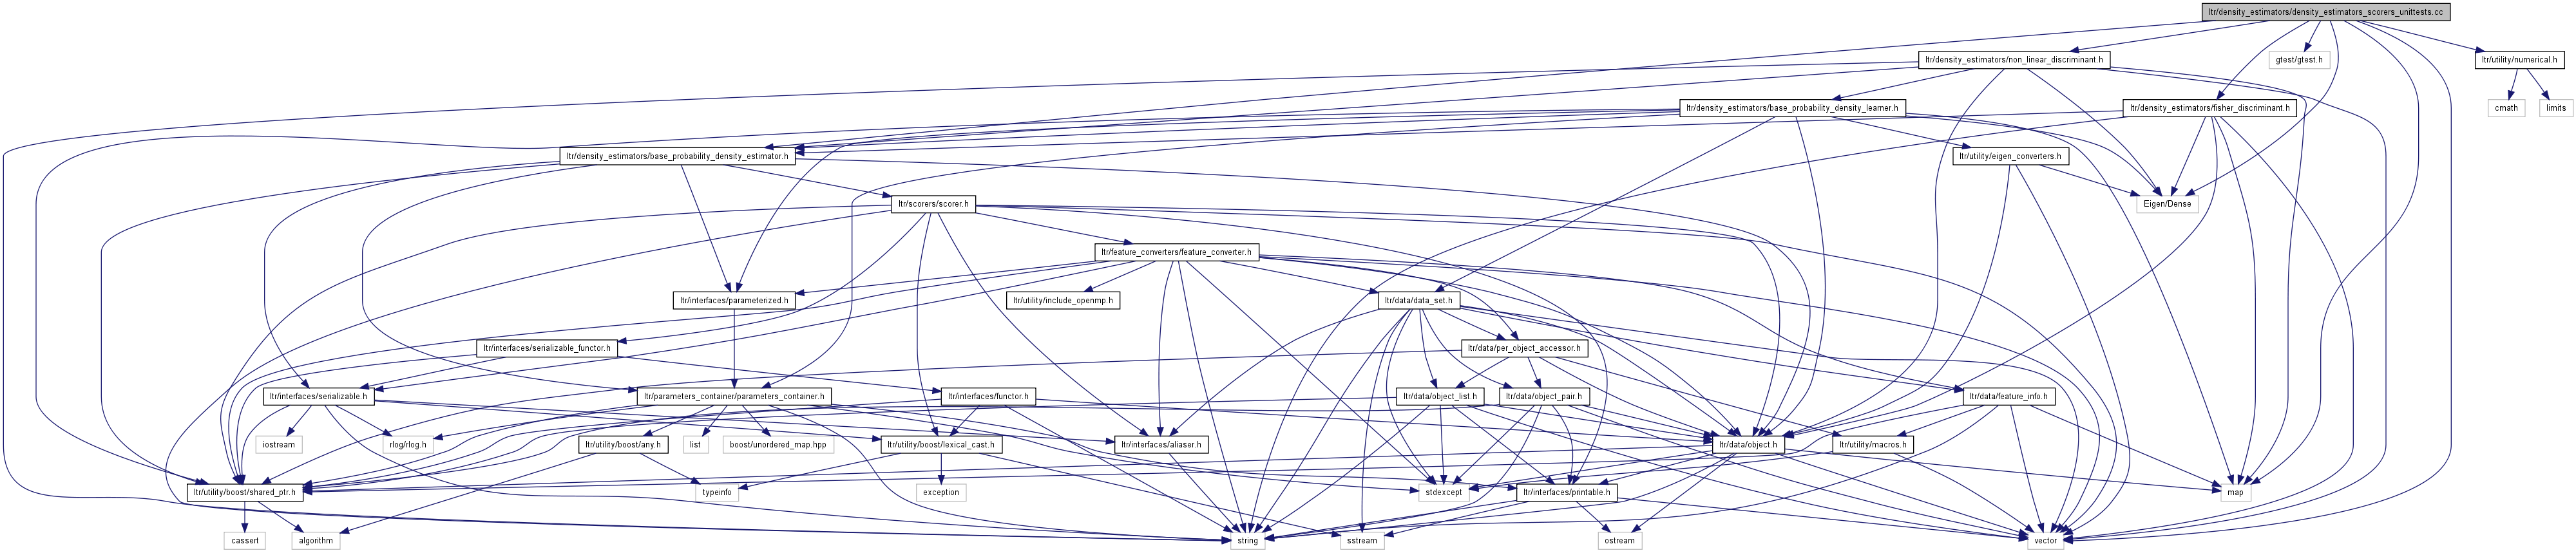 ltr/density_estimators/density_estimators_scorers_unittests.cc
ltr/density_estimators/non_linear_discriminant.h
gtest/gtest.h
ltr/utility/numerical.h
ltr/density_estimators/base_probability_density_learner.h
ltr/density_estimators/fisher_discriminant.h
cmath
limits
ltr/density_estimators/base_probability_density_estimator.h
ltr/utility/eigen_converters.h
ltr/scorers/scorer.h
Eigen/Dense
ltr/feature_converters/feature_converter.h
ltr/interfaces/parameterized.h
ltr/utility/include_openmp.h
ltr/data/data_set.h
ltr/interfaces/serializable_functor.h
ltr/data/per_object_accessor.h
ltr/interfaces/serializable.h
ltr/parameters_container/parameters_container.h
ltr/interfaces/functor.h
ltr/data/object_list.h
ltr/data/object_pair.h
ltr/data/feature_info.h
iostream
rlog/rlog.h
ltr/utility/boost/any.h
list
boost/unordered_map.hpp
ltr/utility/boost/lexical_cast.h
ltr/interfaces/aliaser.h
ltr/data/object.h
ltr/utility/macros.h
ltr/utility/boost/shared_ptr.h
typeinfo
exception
stdexcept
ltr/interfaces/printable.h
map
cassert
algorithm
string
sstream
ostream
vector